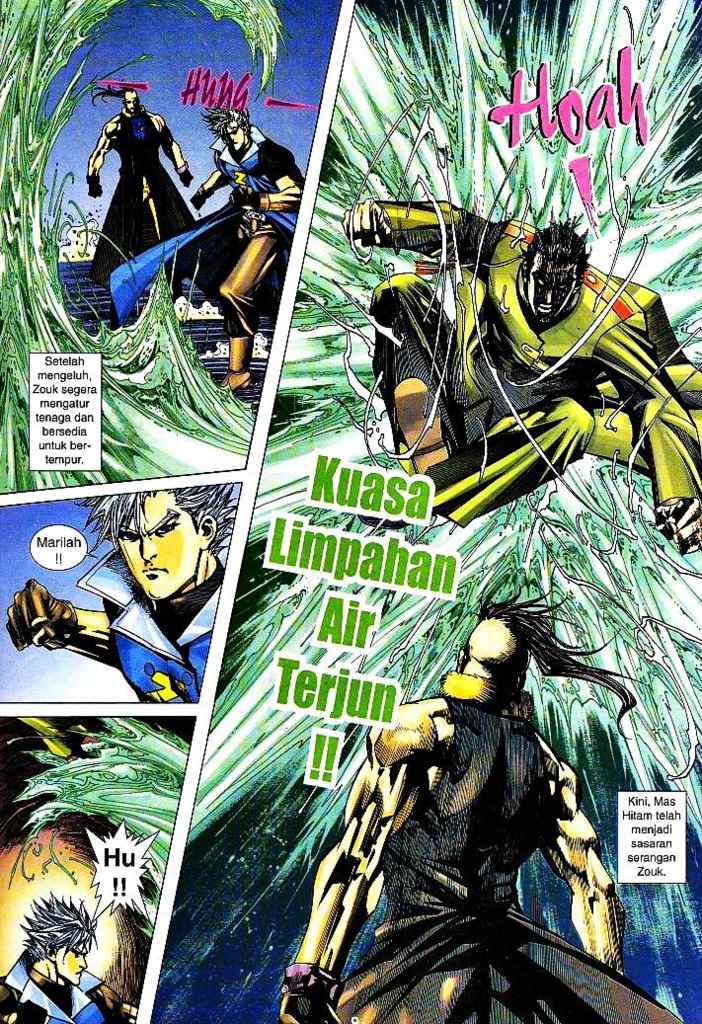 HUNG
Setelah
mengeluh,
Zouk segera
mengatur
tenaga dan
bersedia
untuk ber-
tempur.
Marilah
!!
Hu
!!
Hoah
!
Kuasa
Limpahan
Air
Terjun
!!
Kini, Mas
Hitam telah
menjadi
sasaran
serangan
Zouk.